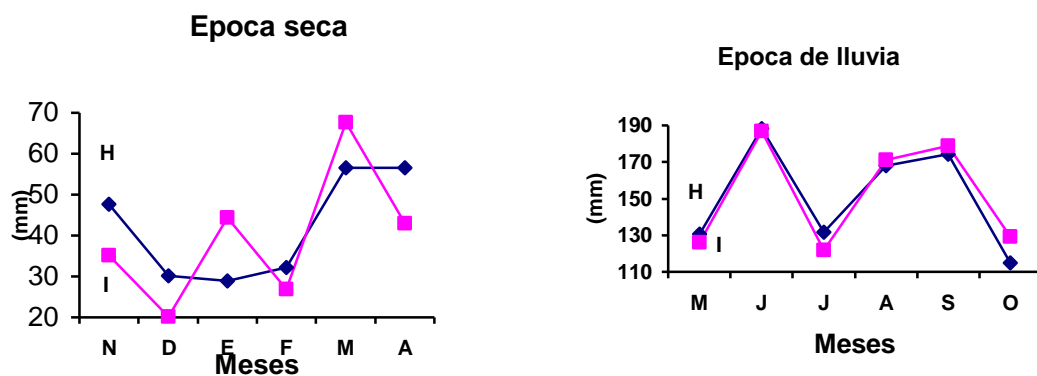 Epoca seca
70
60
50
40
30
20
(mm)
H
I
N D E F M A
Meses
Epoca de lluvia
190
170
150
130
110
(mm)
H
I
M J J A S O
Meses